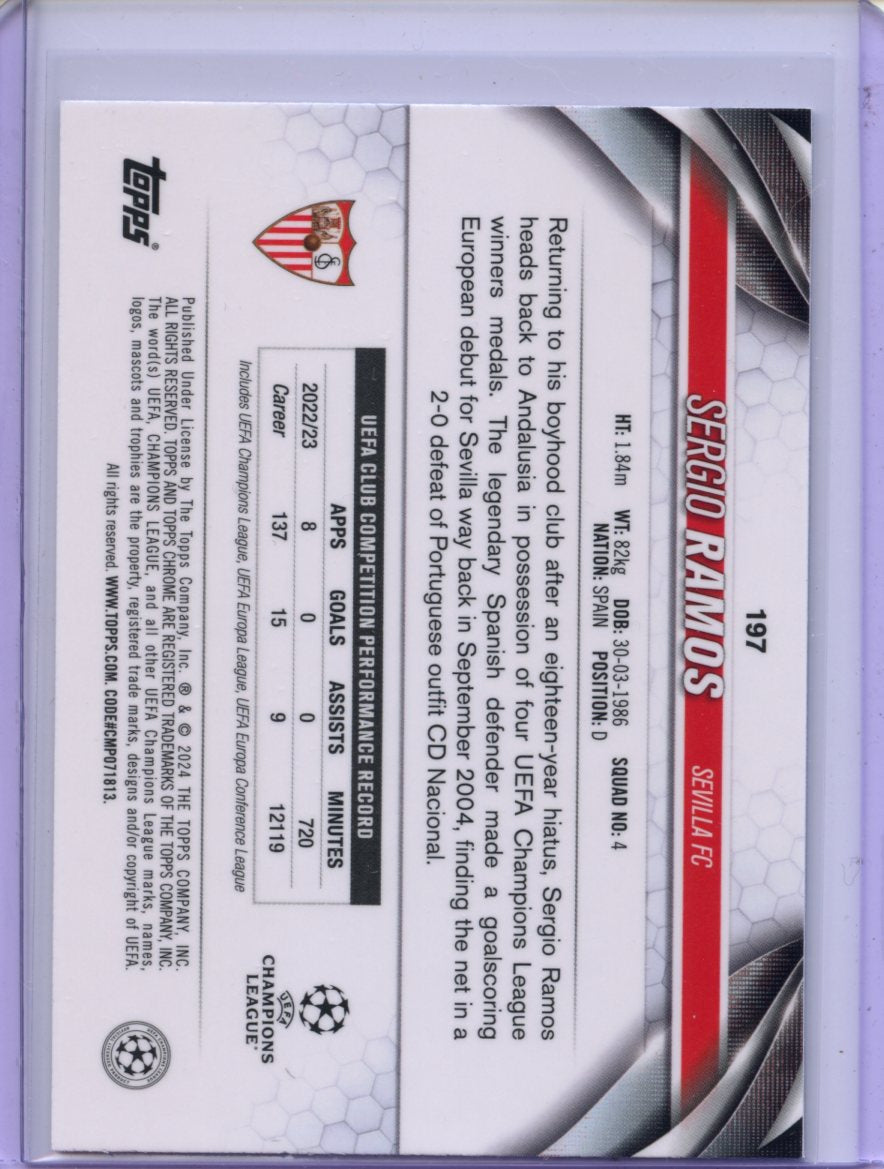 197
SERGIO RAMOS SEVILLA FC
HT: 1.84m WT: 82kg DOB: 30-03-1986 SQUAD NO: 4
NATION: SPAIN POSITION: D
Returning to his boyhood club after an eighteen-year hiatus, Sergio Ramos
heads back to Andalusia in possession of four UEFA Champions League
winners medals. The legendary Spanish defender made a goalscoring
European debut for Sevilla way back in September 2004, finding the net in a
2-0 defeat of Portuguese outfit CD Nacional.
UEFA CLUB COMPETITION PERFORMANCE RECORD
APPS GOALS ASSISTS MINUTES
2022/23 8 0 0 720
Career 137 15 9 12119
Includes UEFA Champions League, UEFA Europa League, UEFA Europa Conference League
UEFA
CHAMPIONS
LEAGUE®
topps®
Published Under License by The Topps Company, Inc. ® & © 2024 THE TOPPS COMPANY, INC.
ALL RIGHTS RESERVED. TOPPS AND TOPPS CHROME ARE REGISTERED TRADEMARKS OF THE TOPPS COMPANY, INC.
The word(s) UEFA, CHAMPIONS LEAGUE, and all other UEFA Champions League marks, names,
logos, mascots and trophies are the property, registered trade marks, designs and/or copyright of UEFA.
All rights reserved. WWW.TOPPS.COM. CODE#CMP071813.